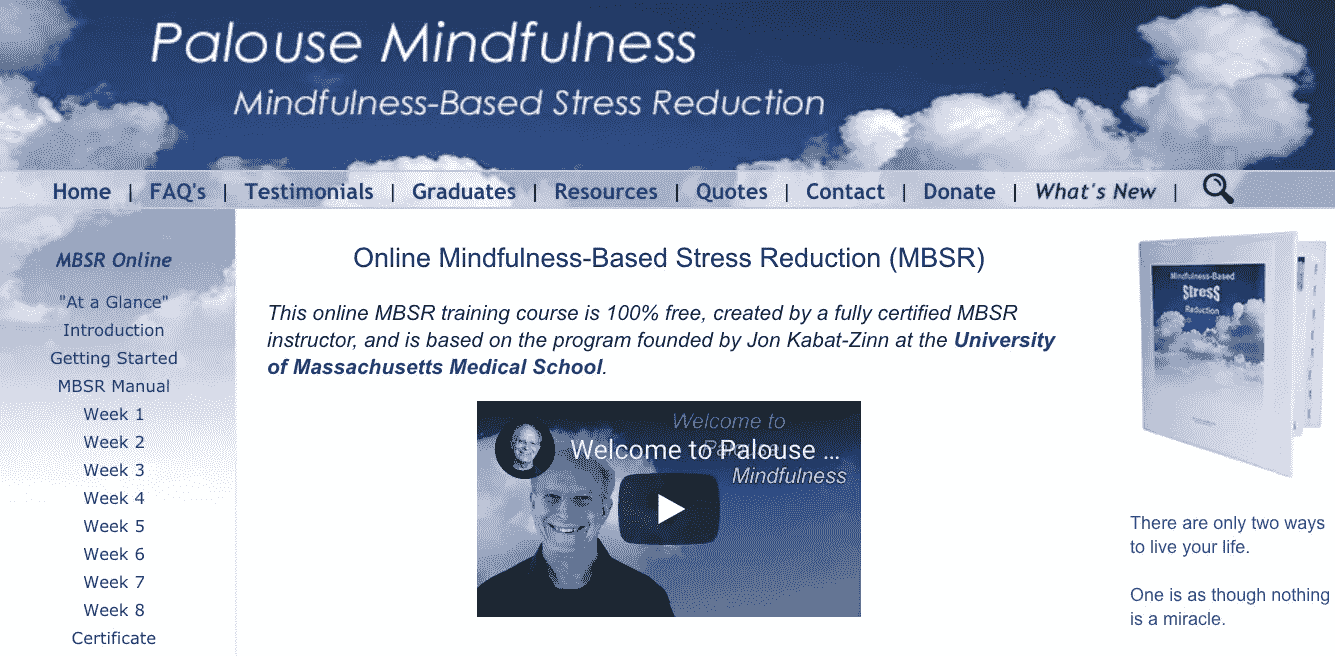 Palouse Mindfulness
Mindfulness-Based Stress Reduction
Home | FAQ's | Testimonials | Graduates | Resources | Quotes | Contact | Donate | What's New |
MBSR Online
"At a Glance"
Introduction
Getting Started
MBSR Manual
Week 1
Week 2
Week 3
Week 4
Week 5
Week 6
Week 7
Week 8
Certificate
Online Mindfulness-Based Stress Reduction (MBSR)
This online MBSR training course is 100% free, created by a fully certified MBSR
instructor, and is based on the program founded by Jon Kabat-Zinn at the University
of Massachusetts Medical School.
Welcome to
Palouse
Mindfulness
Welcome to Palouse ...
Mindfulness-Based
Stress
Reduction
There are only two ways
to live your life.
One is as though nothing
is a miracle.